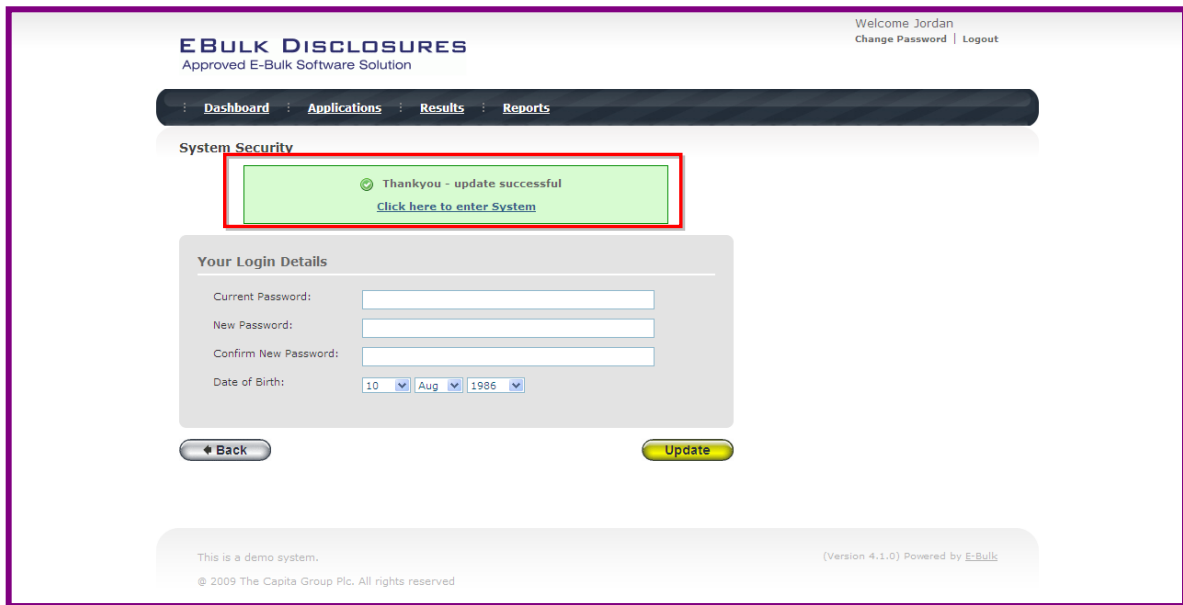 Welcome Jordan
Change Password | Logout
EBULK DISCLOSURES
Approved E-Bulk Software Solution
Dashboard Applications Results Reports
System Security
Thankyou - update successful
Click here to enter System
Your Login Details
Current Password:
New Password:
Confirm New Password:
Date of Birth: 10 Aug 1986
Back Update
This is a demo system. (Version 4.1.0) Powered by E-Bulk
@ 2009 The Capita Group Plc. All rights reserved